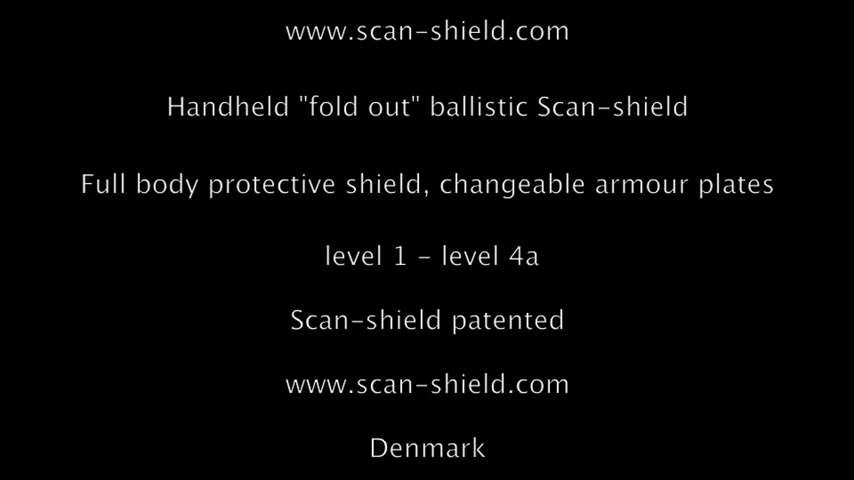 www.scan-shield.com
Handheld "fold out" ballistic Scan-shield
Full body protective shield, changeable armour plates
level 1 - level 4a
Scan-shield patented
www.scan-shield.com
Denmark